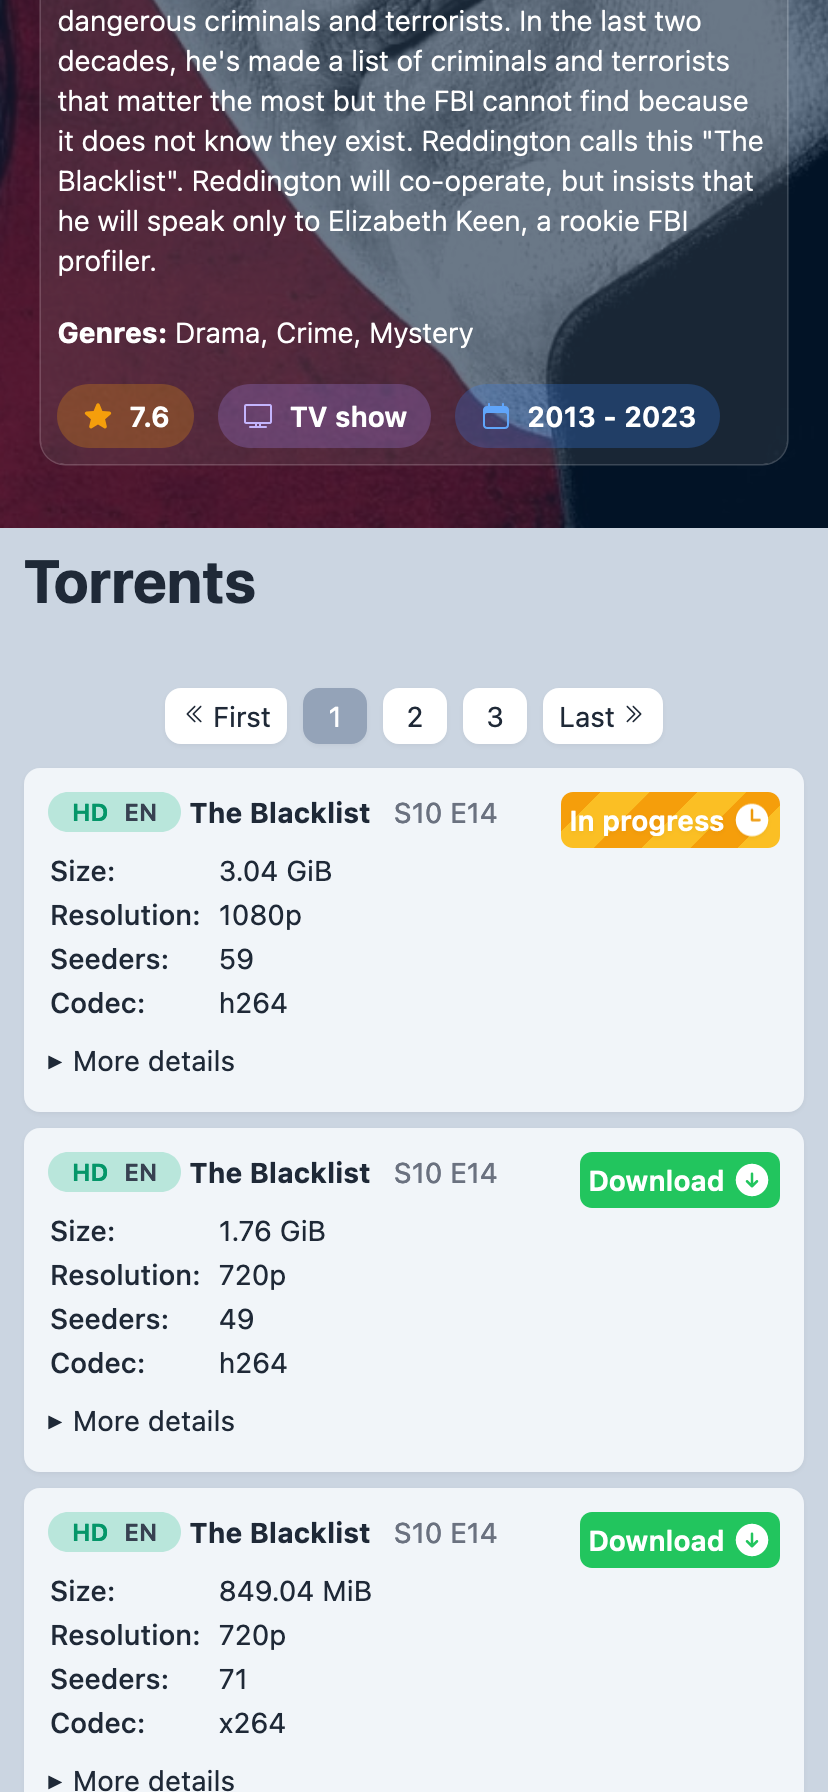 dangerous criminals and terrorists. In the last two
decades, he's made a list of criminals and terrorists
that matter the most but the FBI cannot find because
it does not know they exist. Reddington calls this "The
Blacklist". Reddington will co-operate, but insists that
he will speak only to Elizabeth Keen, a rookie FBI
profiler.
Genres: Drama, Crime, Mystery
7.6 TV show 2013 - 2023
Torrents
First 1 2 3 Last
HD EN The Blacklist S10 E14 In progress
Size: 3.04 GiB
Resolution: 1080p
Seeders: 59
Codec: h264
More details
HD EN The Blacklist S10 E14 Download
Size: 1.76 GiB
Resolution: 720p
Seeders: 49
Codec: h264
More details
HD EN The Blacklist S10 E14 Download
Size: 849.04 MiB
Resolution: 720p
Seeders: 71
Codec: x264
More details